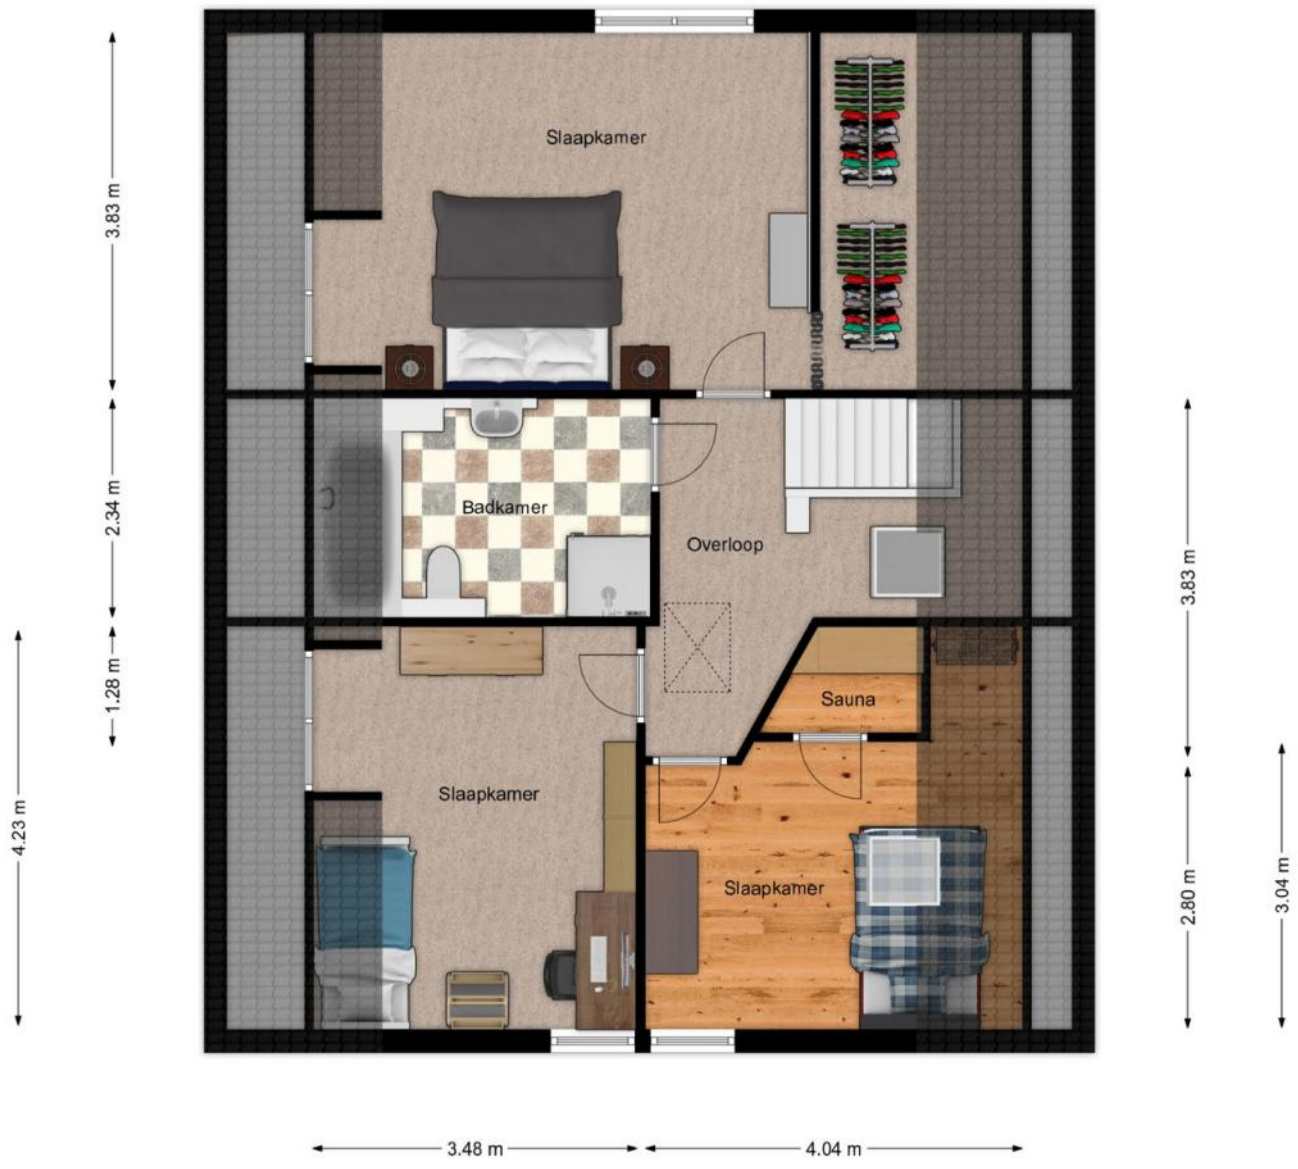 Slaapkamer
3.83 m
2.34 m
Badkamer
Overloop
3.83 m
1.28 m
Sauna
4.23 m
Slaapkamer
Slaapkamer
2.80 m
3.04 m
3.48 m
4.04 m